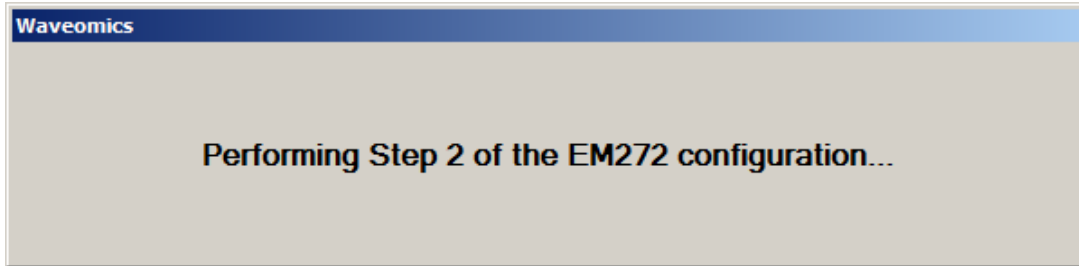 Waveomics
Performing Step 2 of the EM272 configuration...